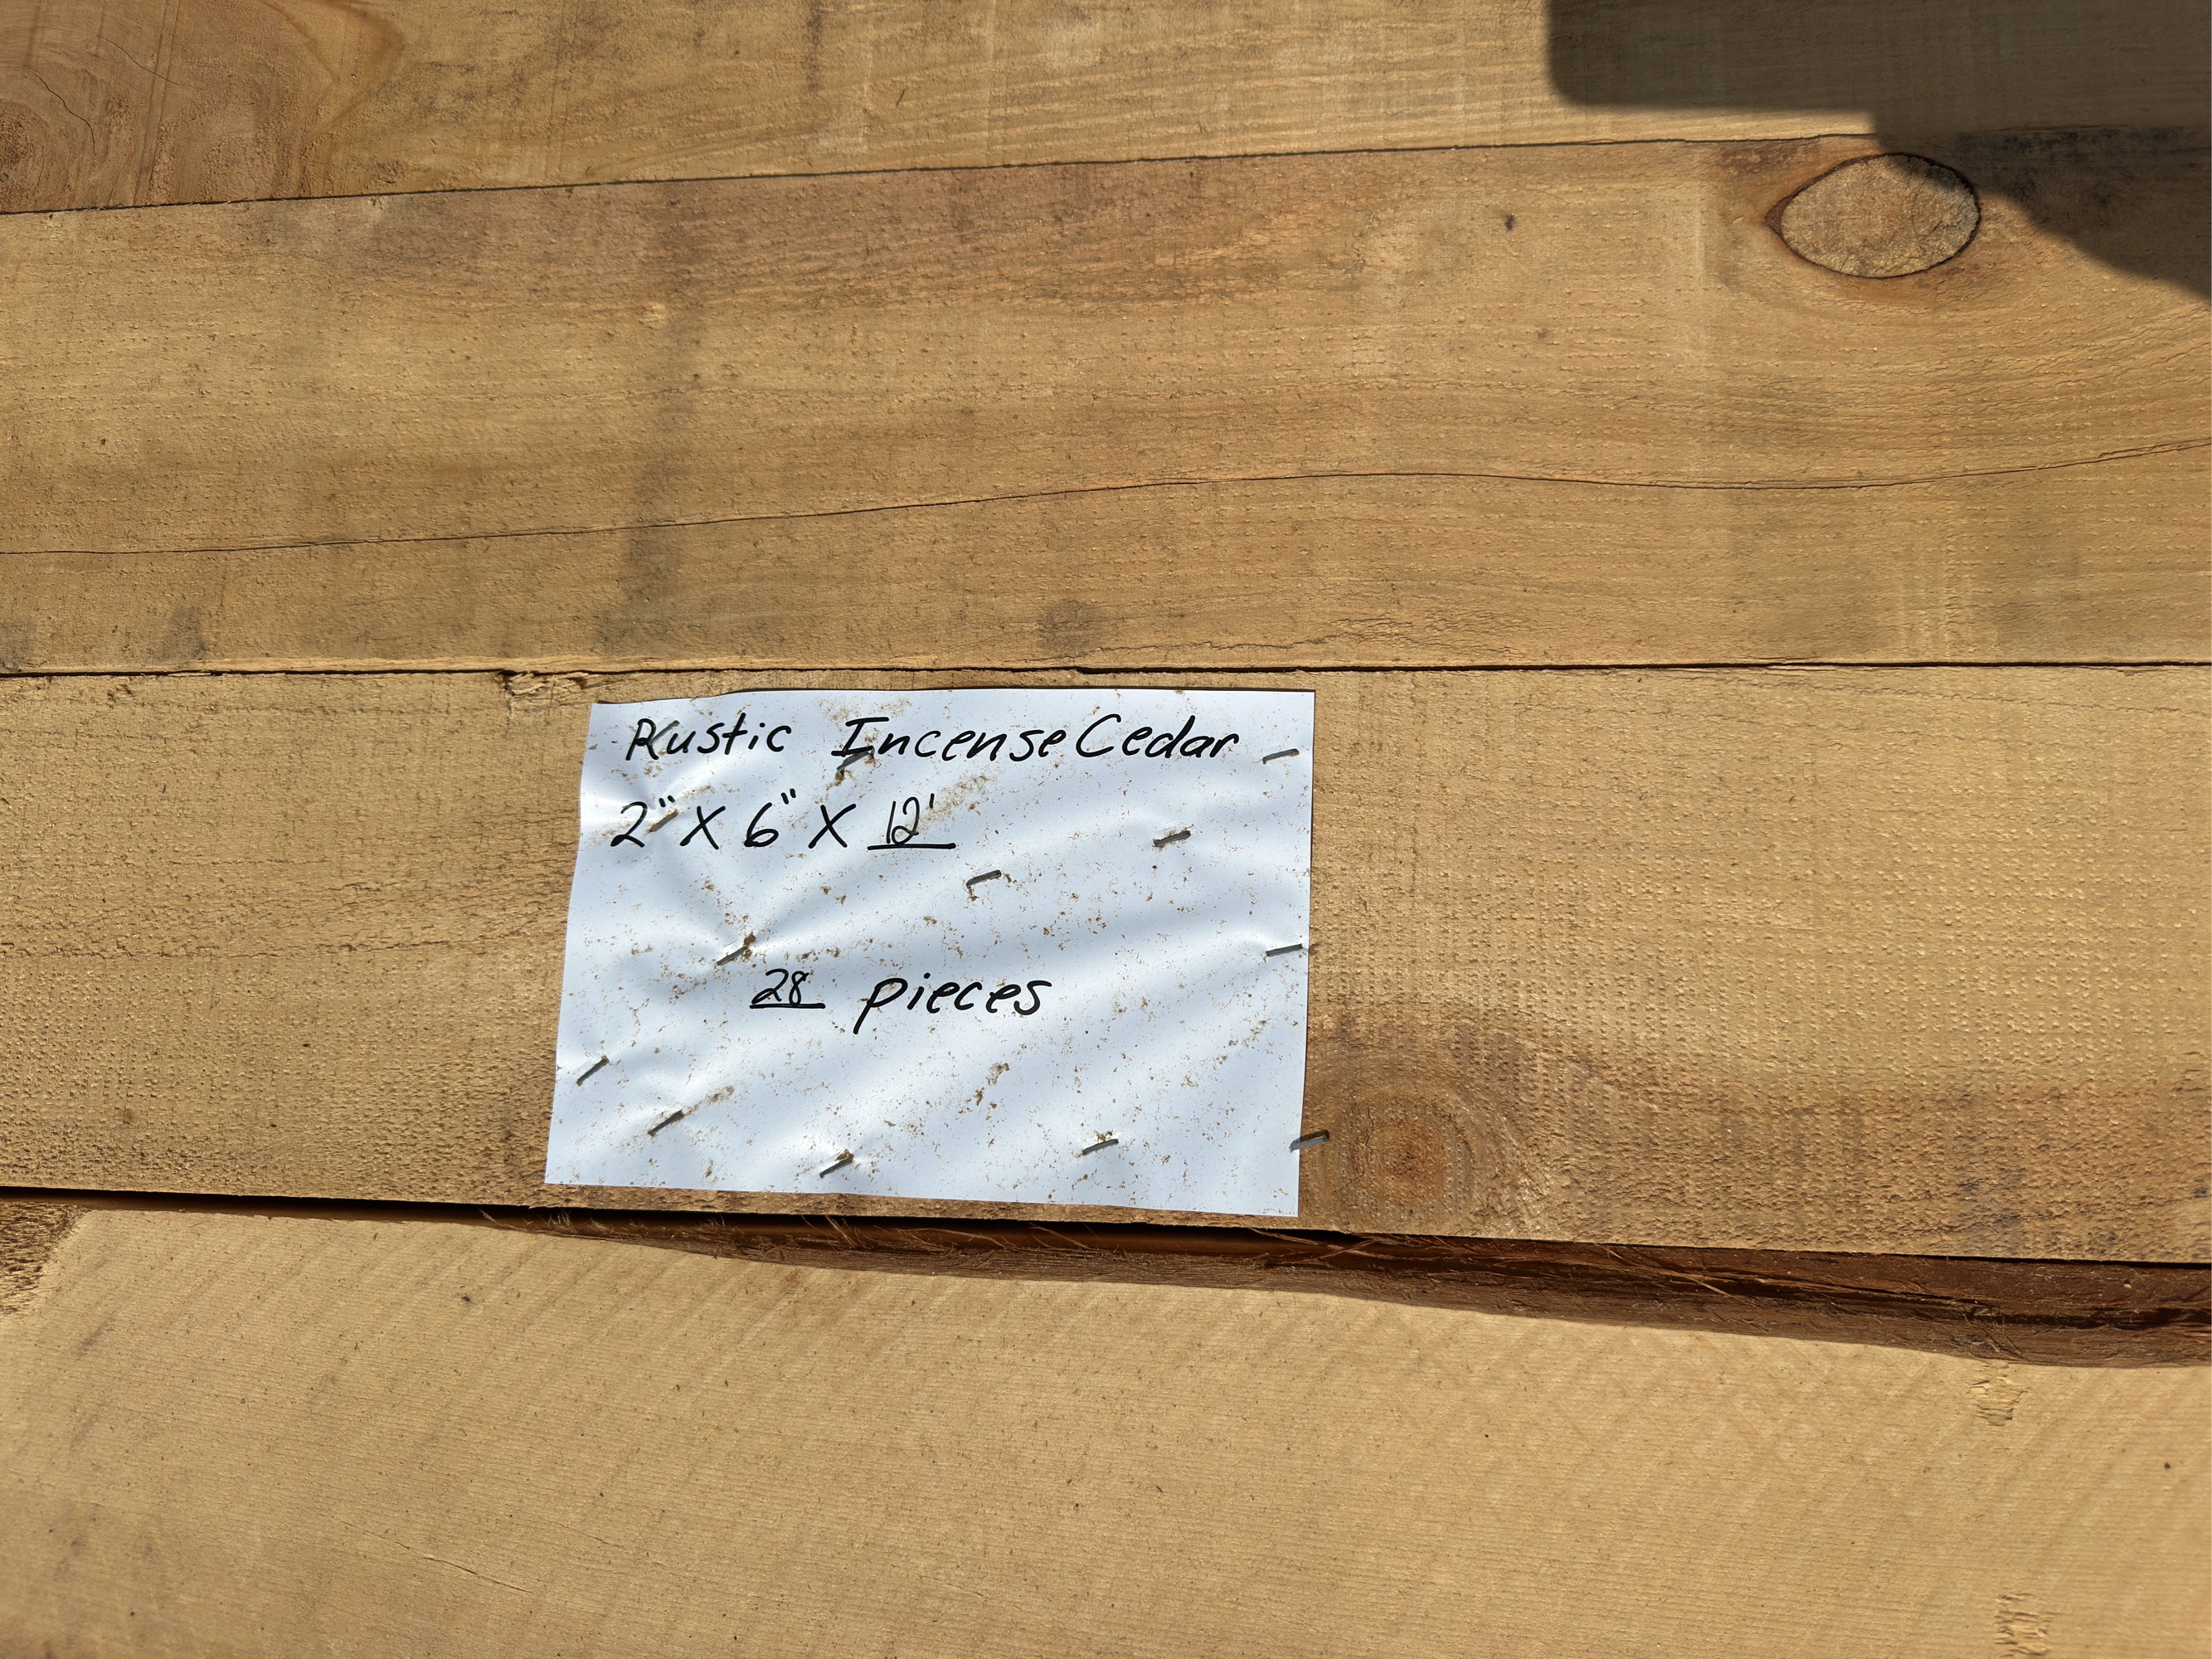 Rustic Incense Cedar
2" X 6" X 12'
28 pieces